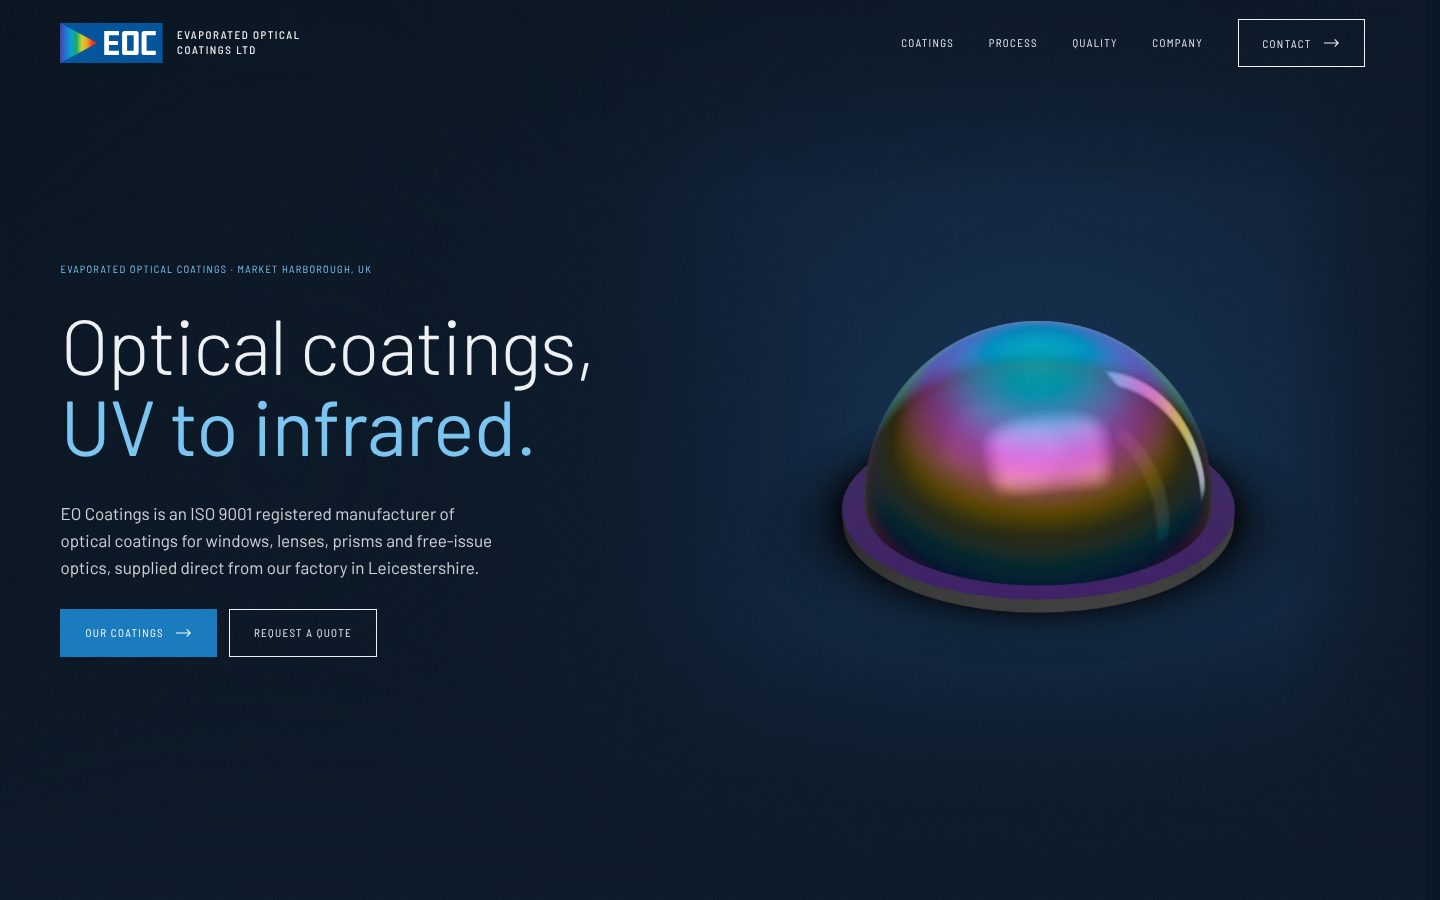 EOC
EVAPORATED OPTICAL
COATINGS LTD
COATINGS
PROCESS
QUALITY
COMPANY
CONTACT
EVAPORATED OPTICAL COATINGS · MARKET HARBOROUGH, UK
Optical coatings,
UV to infrared.
EO Coatings is an ISO 9001 registered manufacturer of
optical coatings for windows, lenses, prisms and free-issue
optics, supplied direct from our factory in Leicestershire.
OUR COATINGS
REQUEST A QUOTE